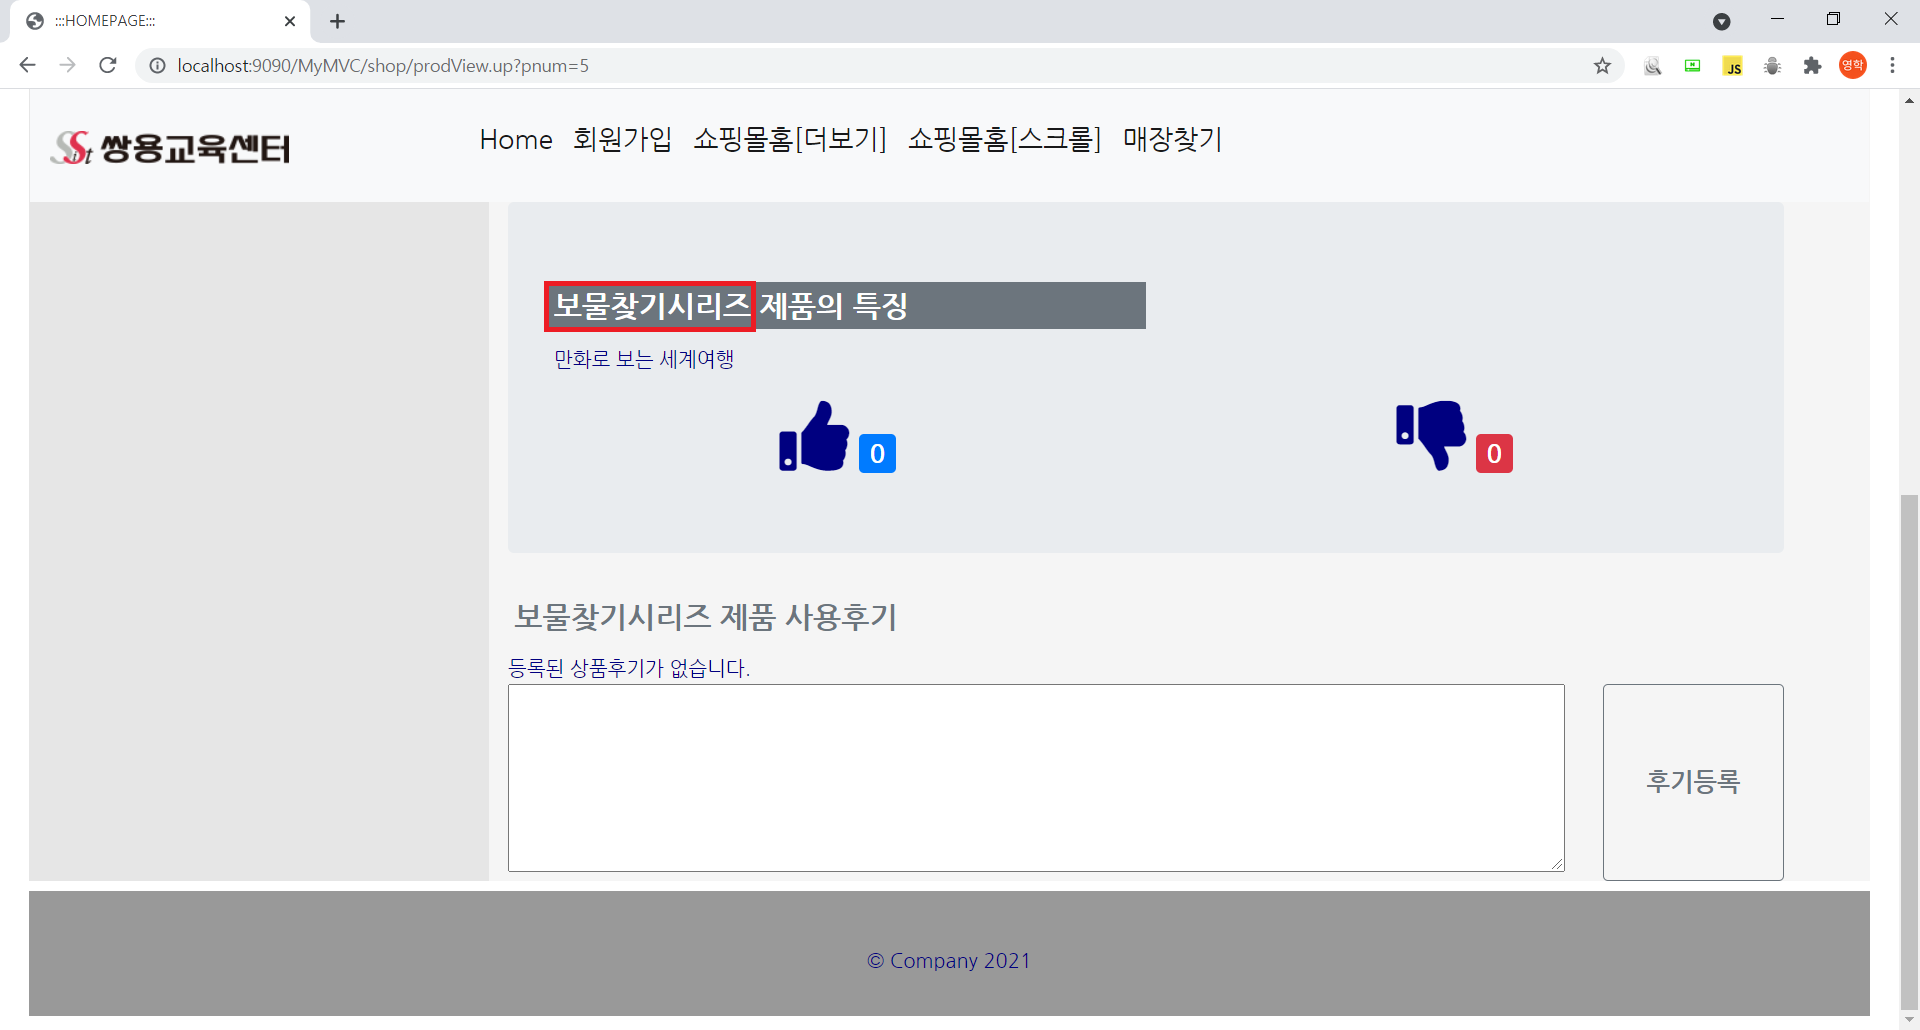 :::HOMEPAGE:::
localhost:9090/MyMVC/shop/prodView.up?pnum=5
JS
영학
SSist 쌍용교육센터
Home 회원가입 쇼핑몰홈[더보기] 쇼핑몰홈[스크롤] 매장찾기
보물찾기시리즈 제품의 특징
만화로 보는 세계여행
0 0
보물찾기시리즈 제품 사용후기
등록된 상품후기가 없습니다.
후기등록
© Company 2021